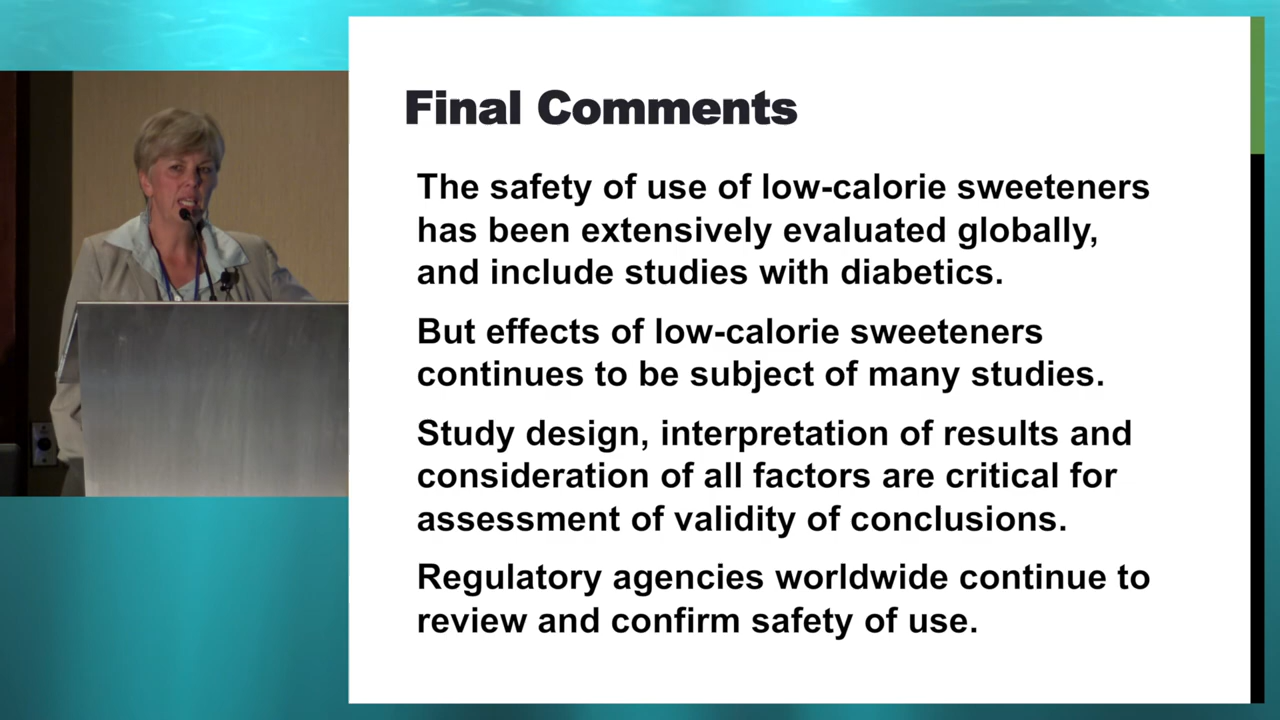 Final Comments
The safety of use of low-calorie sweeteners
has been extensively evaluated globally,
and include studies with diabetics.
But effects of low-calorie sweeteners
continues to be subject of many studies.
Study design, interpretation of results and
consideration of all factors are critical for
assessment of validity of conclusions.
Regulatory agencies worldwide continue to
review and confirm safety of use.